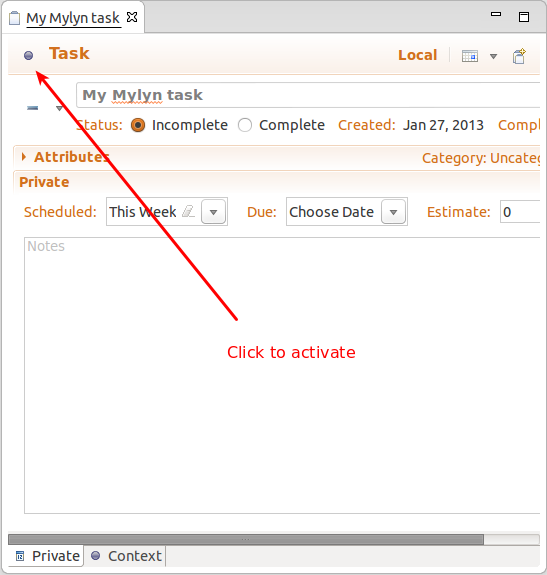 My Mylyn task
Task Local
My Mylyn task
Status: Incomplete Complete Created: Jan 27, 2013 Compl
Attributes Category: Uncateg
Private
Scheduled: This Week Due: Choose Date Estimate: 0
Notes
Click to activate
Private Context